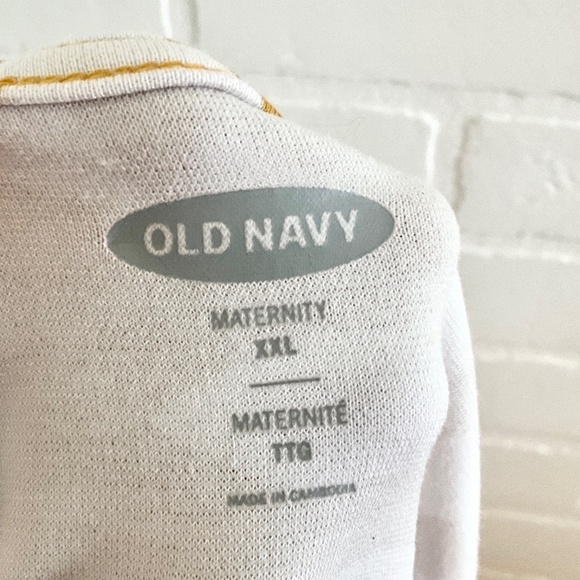 OLD NAVY
MATERNITY
XXL
MATERNITÉ
TTG
MADE IN CAMBODIA